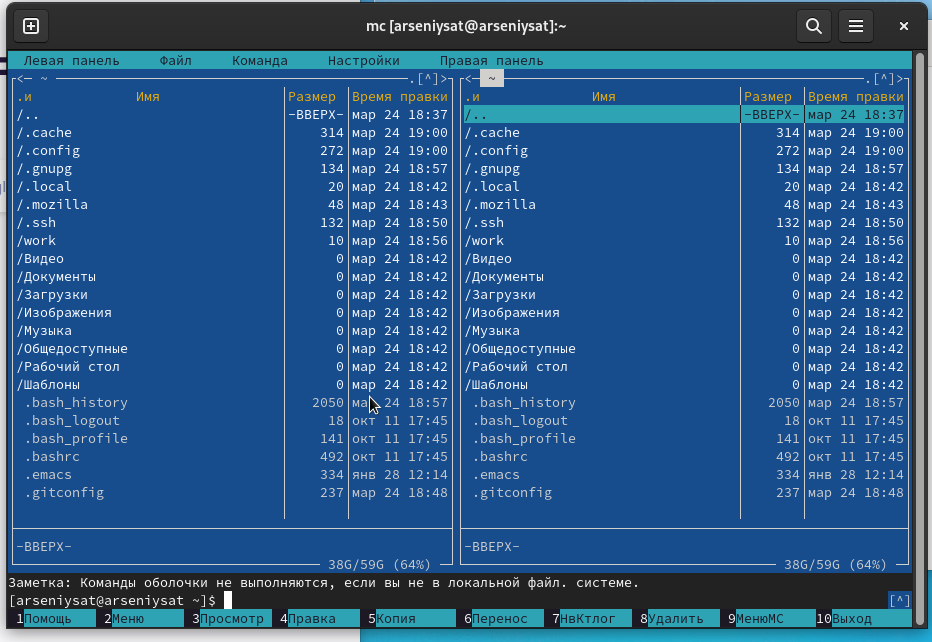 mc [arseniysat@arseniysat]:~
Левая панель Файл Команда Настройки Правая панель
<— ~ .[^]> <— ~ .[^]>
.и Имя Размер Время правки .и Имя Размер Время правки
/.. -ВВЕРХ- мар 24 18:37 /.. -ВВЕРХ- мар 24 18:37
/.cache 314 мар 24 19:00 /.cache 314 мар 24 19:00
/.config 272 мар 24 19:00 /.config 272 мар 24 19:00
/.gnupg 134 мар 24 18:57 /.gnupg 134 мар 24 18:57
/.local 20 мар 24 18:42 /.local 20 мар 24 18:42
/.mozilla 48 мар 24 18:43 /.mozilla 48 мар 24 18:43
/.ssh 132 мар 24 18:50 /.ssh 132 мар 24 18:50
/work 10 мар 24 18:56 /work 10 мар 24 18:56
/Видео 0 мар 24 18:42 /Видео 0 мар 24 18:42
/Документы 0 мар 24 18:42 /Документы 0 мар 24 18:42
/Загрузки 0 мар 24 18:42 /Загрузки 0 мар 24 18:42
/Изображения 0 мар 24 18:42 /Изображения 0 мар 24 18:42
/Музыка 0 мар 24 18:42 /Музыка 0 мар 24 18:42
/Общедоступные 0 мар 24 18:42 /Общедоступные 0 мар 24 18:42
/Рабочий стол 0 мар 24 18:42 /Рабочий стол 0 мар 24 18:42
/Шаблоны 0 мар 24 18:42 /Шаблоны 0 мар 24 18:42
.bash_history 2050 мар 24 18:57 .bash_history 2050 мар 24 18:57
.bash_logout 18 окт 11 17:45 .bash_logout 18 окт 11 17:45
.bash_profile 141 окт 11 17:45 .bash_profile 141 окт 11 17:45
.bashrc 492 окт 11 17:45 .bashrc 492 окт 11 17:45
.emacs 334 янв 28 12:14 .emacs 334 янв 28 12:14
.gitconfig 237 мар 24 18:48 .gitconfig 237 мар 24 18:48
-ВВЕРХ- -ВВЕРХ-
38G/59G (64%) 38G/59G (64%)
Заметка: Команды оболочки не выполняются, если вы не в локальной файл. системе.
[arseniysat@arseniysat ~]$ [^]
1Помощь 2Меню 3Просмотр 4Правка 5Копия 6Перенос 7НвКтлог 8Удалить 9МенюМС 10Выход